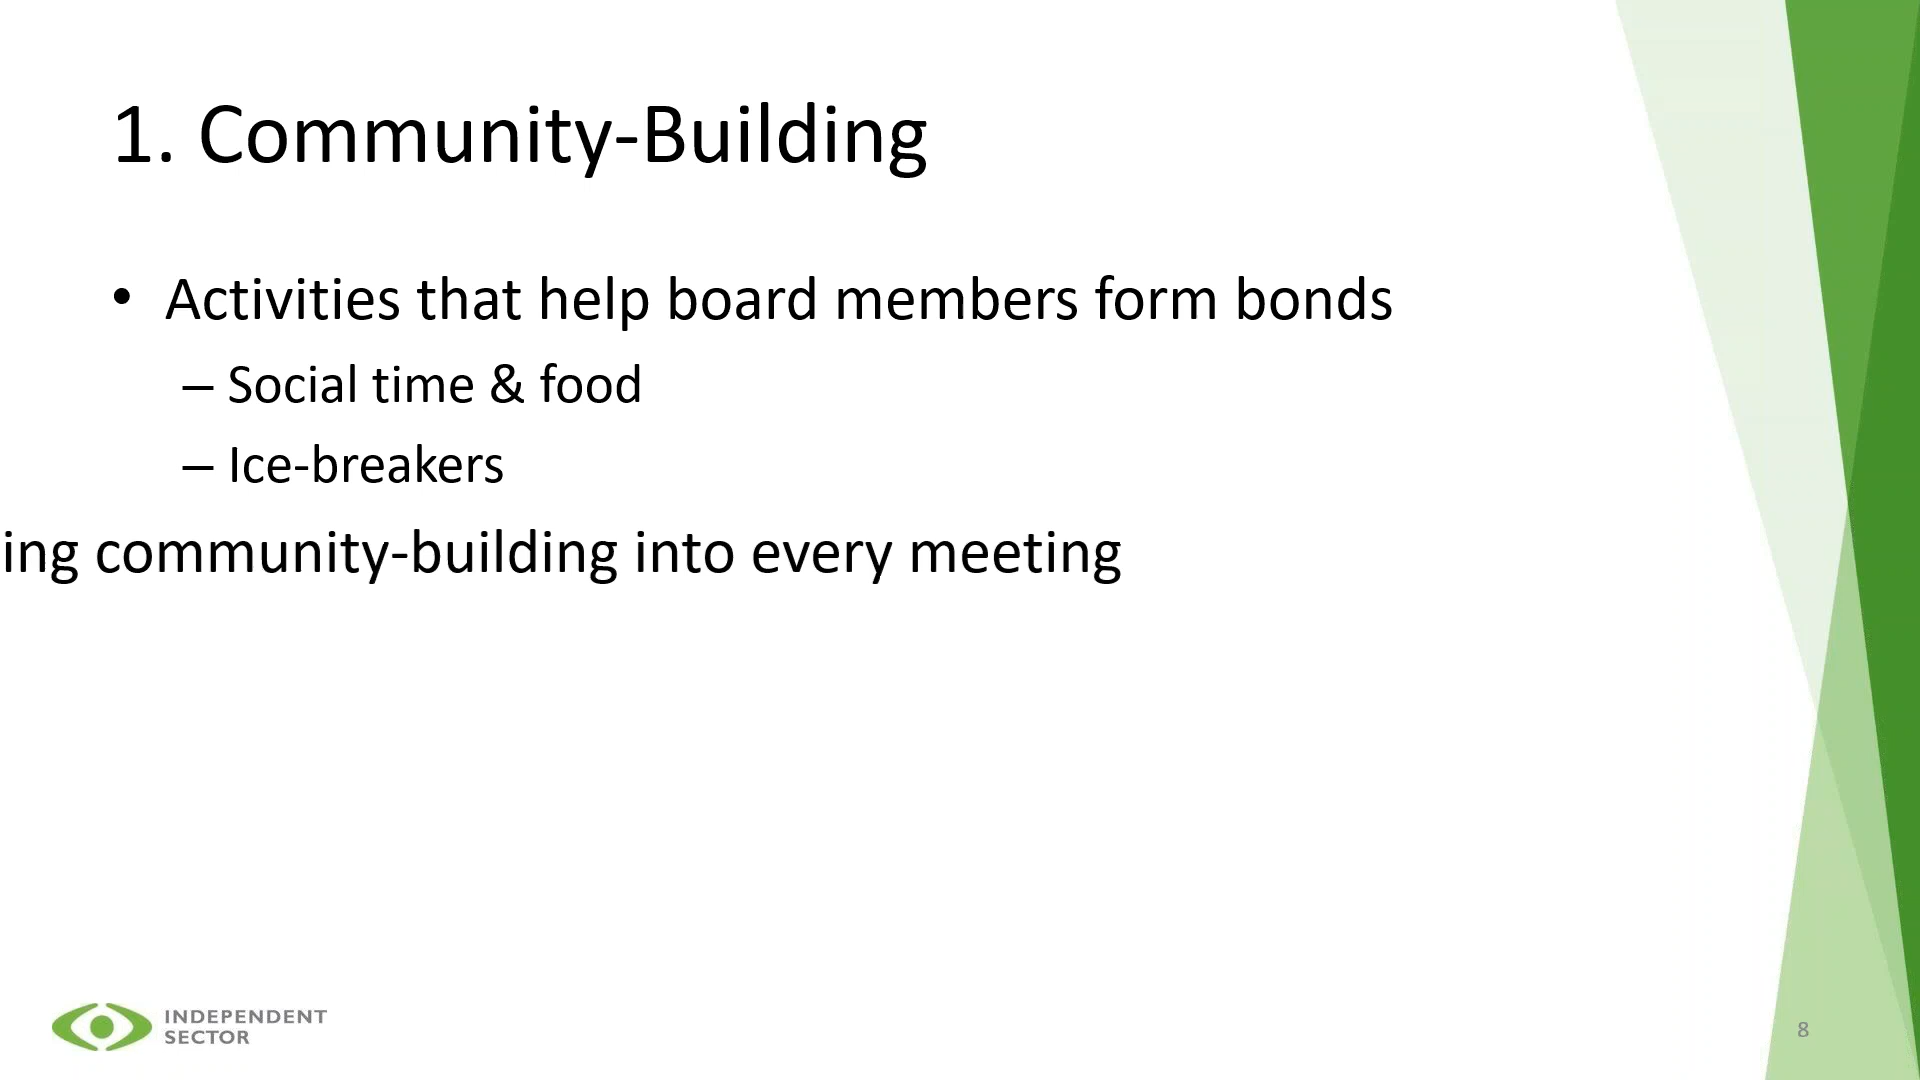 1. Community-Building
• Activities that help board members form bonds
– Social time & food
– Ice-breakers
ing community-building into every meeting
INDEPENDENT
SECTOR
8